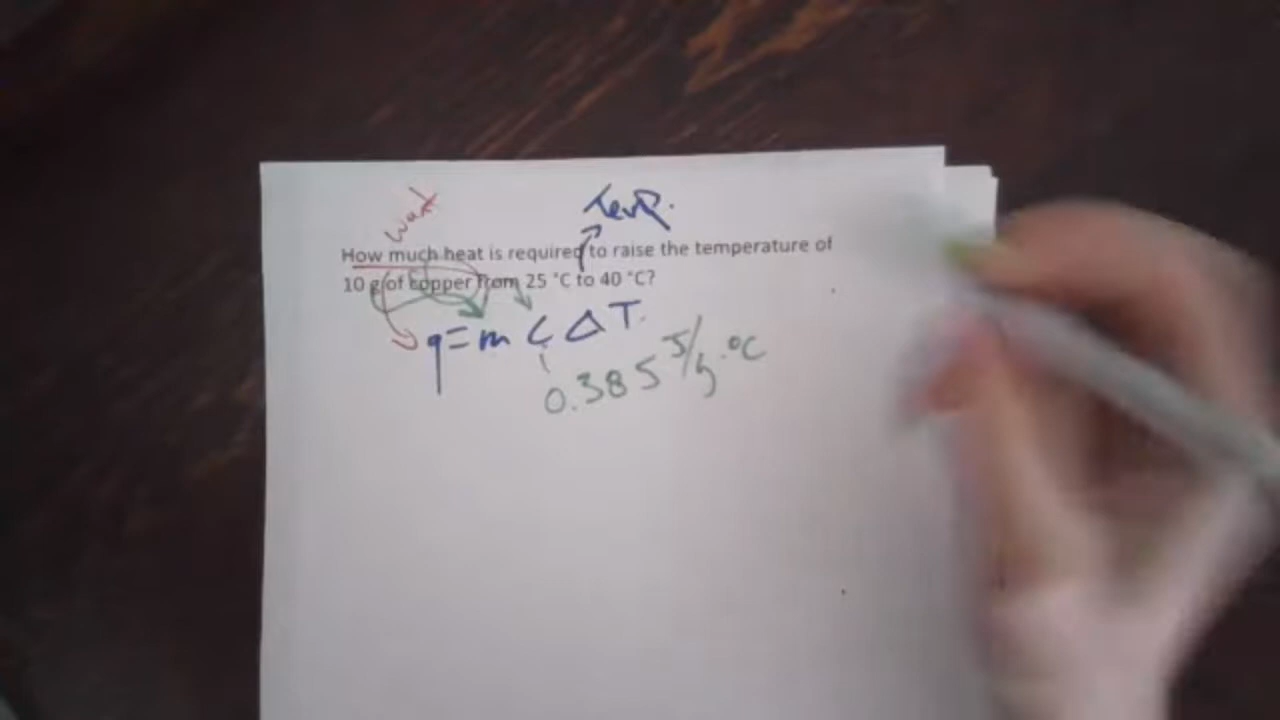 want
Temp.
How much heat is required to raise the temperature of
10 g of copper from 25 °C to 40 °C?
q = m C Δ T.
0.385 J/g·°C